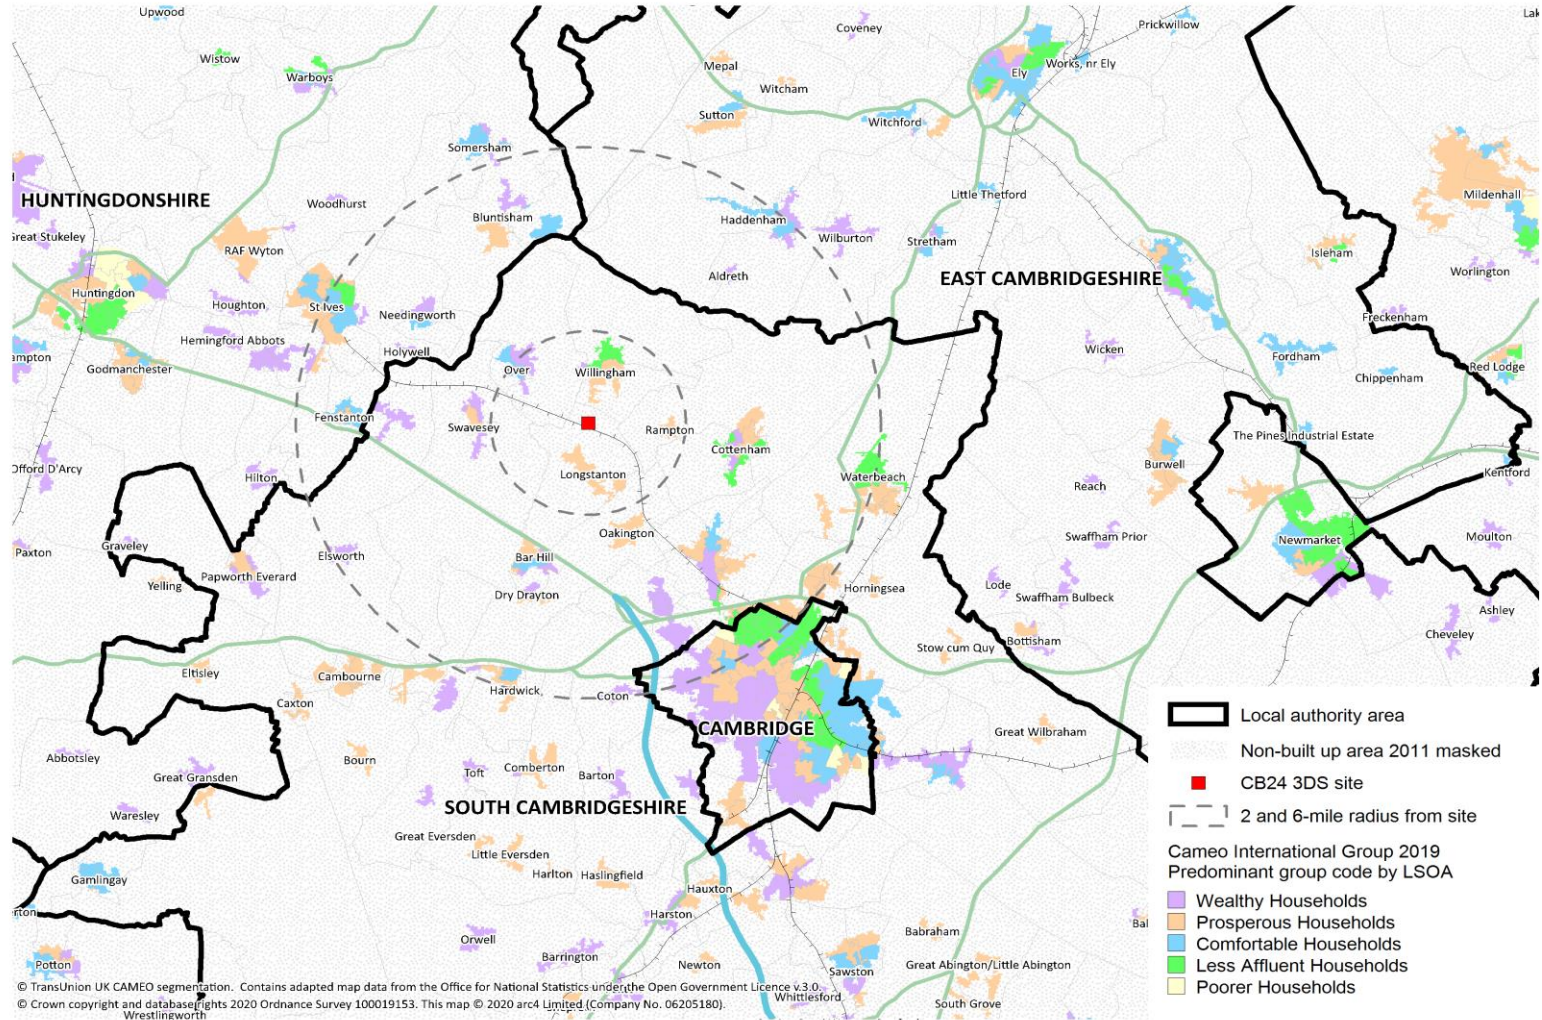 Upwood
Coveney
Prickwillow
Lak
Wistow
Warboys
Mepal
Witcham
Ely
Works, nr Ely
Sutton
Witchford
Somersham
HUNTINGDONSHIRE
Woodhurst
Little Thetford
Mildenhall
Great Stukeley
Bluntisham
Haddenham
Wilburton
Stretham
RAF Wyton
Isleham
Aldreth
EAST CAMBRIDGESHIRE
Worlington
Huntingdon
Houghton
St Ives
Needingworth
Freckenham
Hemingford Abbots
Holywell
Wicken
Fordham
ampton
Godmanchester
Over
Willingham
Chippenham
Red Lodge
Fenstanton
Swavesey
Rampton
The Pines Industrial Estate
Cottenham
Burwell
Offord D'Arcy
Hilton
Longstanton
Waterbeach
Reach
Kentford
Oakington
Swaffham Prior
Newmarket
Moulton
Paxton
Graveley
Elsworth
Bar Hill
Yelling
Papworth Everard
Dry Drayton
Horningsea
Lode
Swaffham Bulbeck
Ashley
Cheveley
Stow cum Quy
Bottisham
Eltisley
Cambourne
Hardwick
Coton
Caxton
CAMBRIDGE
Great Wilbraham
Abbotsley
Great Gransden
Bourn
Toft
Comberton
Barton
SOUTH CAMBRIDGESHIRE
Waresley
Great Eversden
Little Eversden
Harlton
Haslingfield
Gamlingay
Hauxton
erton
Harston
Babraham
Bal
Orwell
Barrington
Newton
Sawston
Great Abington/Little Abington
Potton
Whittlesford
South Grove
Wrestlingworth
Local authority area
Non-built up area 2011 masked
CB24 3DS site
2 and 6-mile radius from site
Cameo International Group 2019
Predominant group code by LSOA
Wealthy Households
Prosperous Households
Comfortable Households
Less Affluent Households
Poorer Households
© TransUnion UK CAMEO segmentation. Contains adapted map data from the Office for National Statistics under the Open Government Licence v.3.0.
© Crown copyright and database rights 2020 Ordnance Survey 100019153. This map © 2020 arc4 Limited (Company No. 06205180).